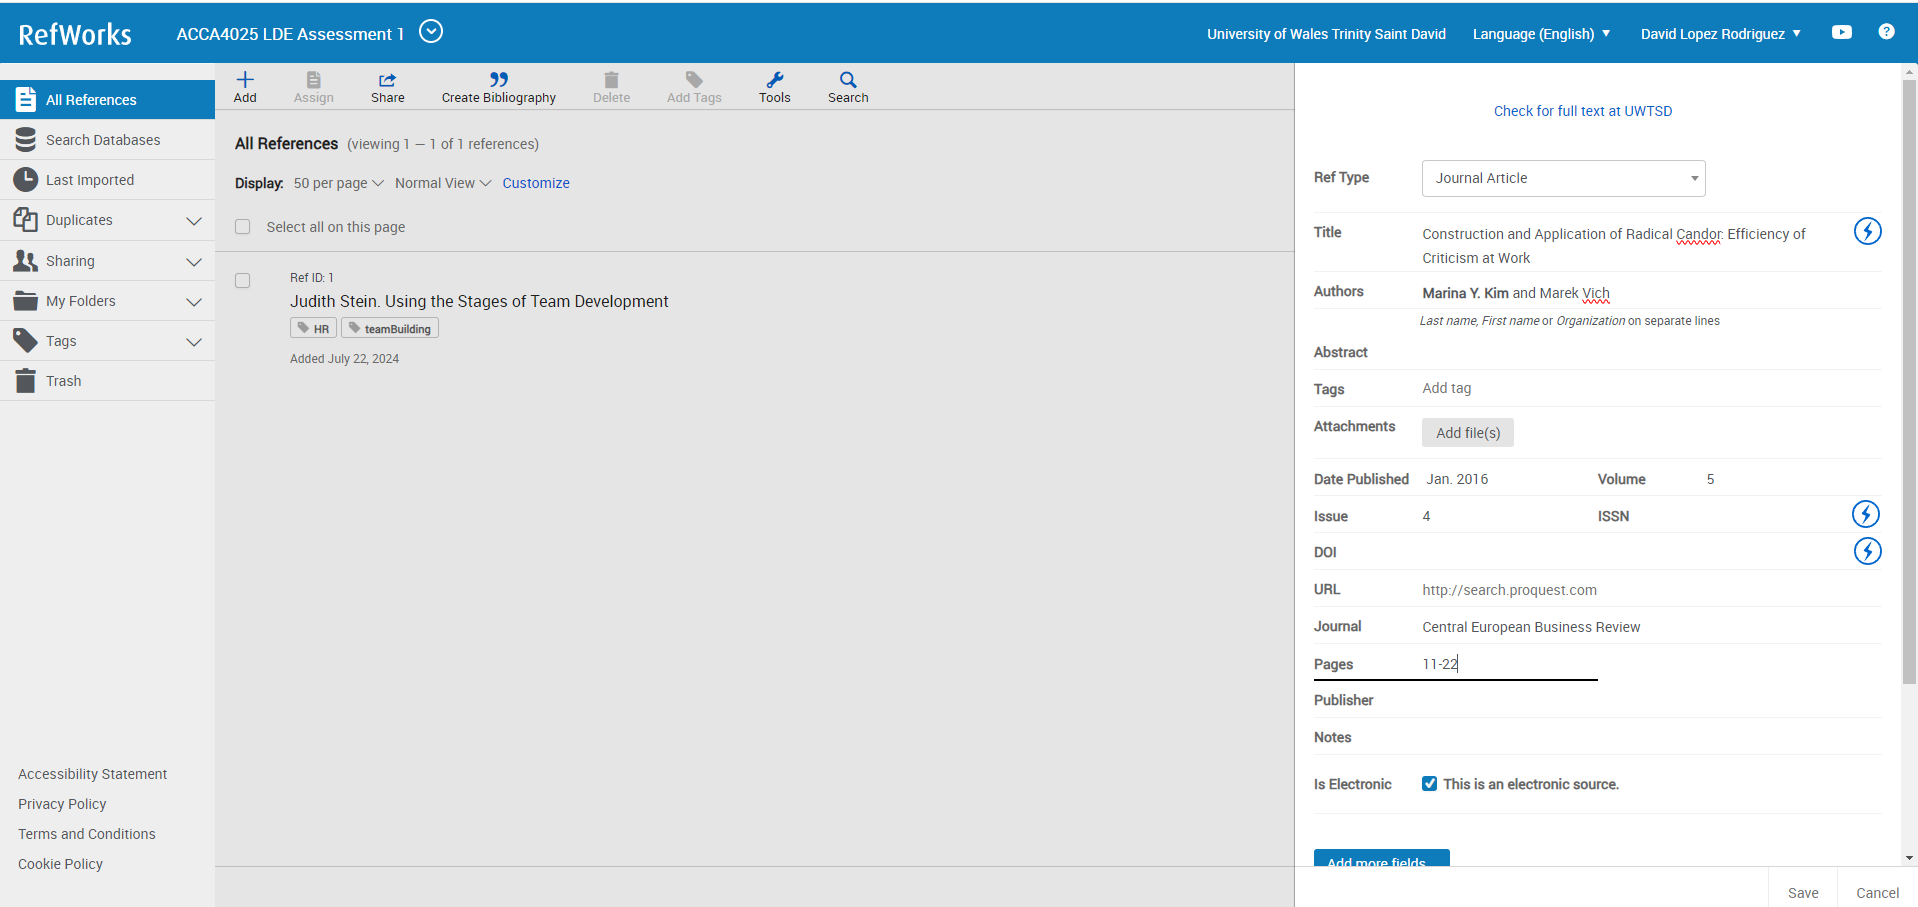 RefWorks
ACCA4025 LDE Assessment 1
University of Wales Trinity Saint David
Language (English)
David Lopez Rodriguez
?
All References
Search Databases
Last Imported
Duplicates
Sharing
My Folders
Tags
Trash
Accessibility Statement
Privacy Policy
Terms and Conditions
Cookie Policy
Add
Assign
Share
Create Bibliography
Delete
Add Tags
Tools
Search
All References (viewing 1 — 1 of 1 references)
Display: 50 per page Normal View Customize
Select all on this page
Ref ID: 1
Judith Stein. Using the Stages of Team Development
HR teamBuilding
Added July 22, 2024
Check for full text at UWTSD
Ref Type Journal Article
Title Construction and Application of Radical Candor: Efficiency of
Criticism at Work
Authors Marina Y. Kim and Marek Vich
Last name, First name or Organization on separate lines
Abstract
Tags Add tag
Attachments Add file(s)
Date Published Jan. 2016 Volume 5
Issue 4 ISSN
DOI
URL http://search.proquest.com
Journal Central European Business Review
Pages 11-22
Publisher
Notes
Is Electronic This is an electronic source.
Add more fields
Save Cancel